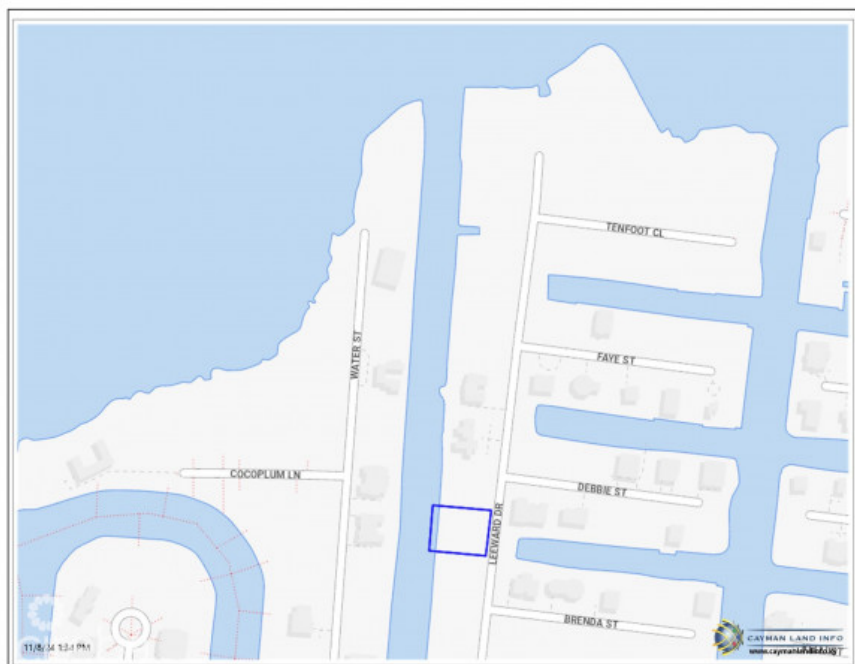 TENFOOT CL
WATER ST
FAYE ST
COCOPLUM LN
DEBBIE ST
LEEWARD DR
BRENDA ST
CAYMAN LAND INFO